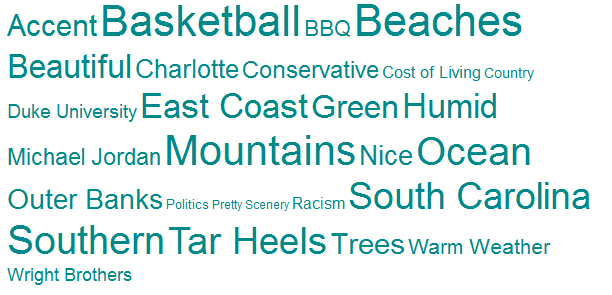 Accent Basketball BBQ Beaches
Beautiful Charlotte Conservative Cost of Living Country
Duke University East Coast Green Humid
Michael Jordan Mountains Nice Ocean
Outer Banks Politics Pretty Scenery Racism South Carolina
Southern Tar Heels Trees Warm Weather
Wright Brothers